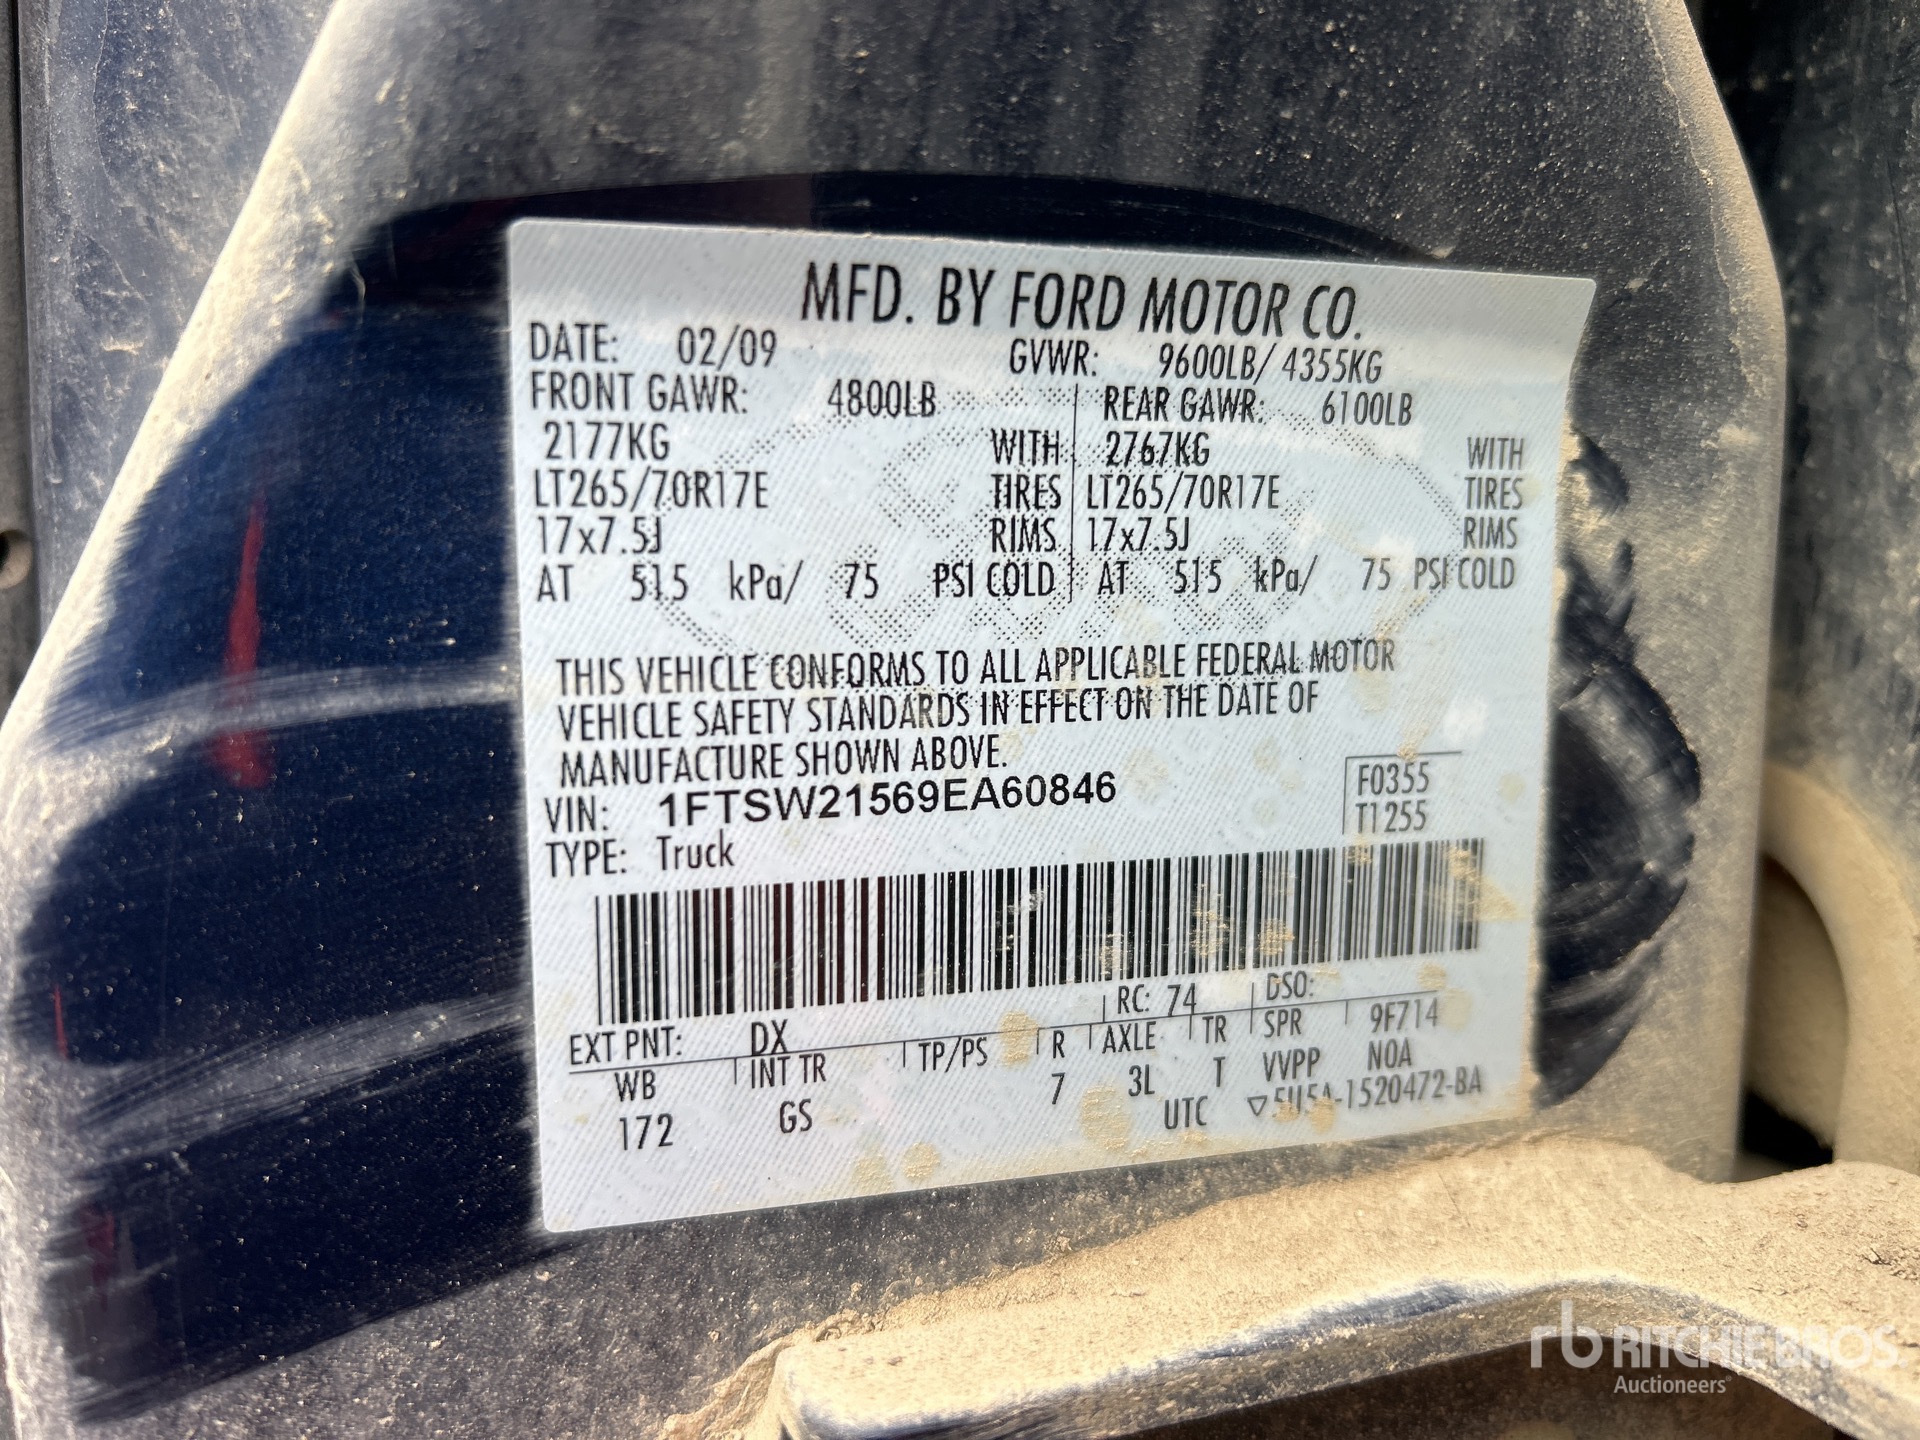 MFD. BY FORD MOTOR CO.
DATE: 02/09 GVWR: 9600LB/ 4355KG
FRONT GAWR: 4800LB REAR GAWR: 6100LB
2177KG WITH 2767KG WITH
LT265/70R17E TIRES LT265/70R17E TIRES
17x7.5J RIMS 17x7.5J RIMS
AT 515 kPa/ 75 PSI COLD AT 515 kPa/ 75 PSI COLD
THIS VEHICLE CONFORMS TO ALL APPLICABLE FEDERAL MOTOR
VEHICLE SAFETY STANDARDS IN EFFECT ON THE DATE OF
MANUFACTURE SHOWN ABOVE.
VIN: 1FTSW21569EA60846
F0355
T1255
TYPE: Truck
EXT PNT: DX RC: 74 DSO:
WB INT TR TP/PS R AXLE TR SPR 9F714
172 GS 7 3L T VVPP NOA
UTC ▽5U5A-1520472-BA
rb RITCHIE BROS.
Auctioneers